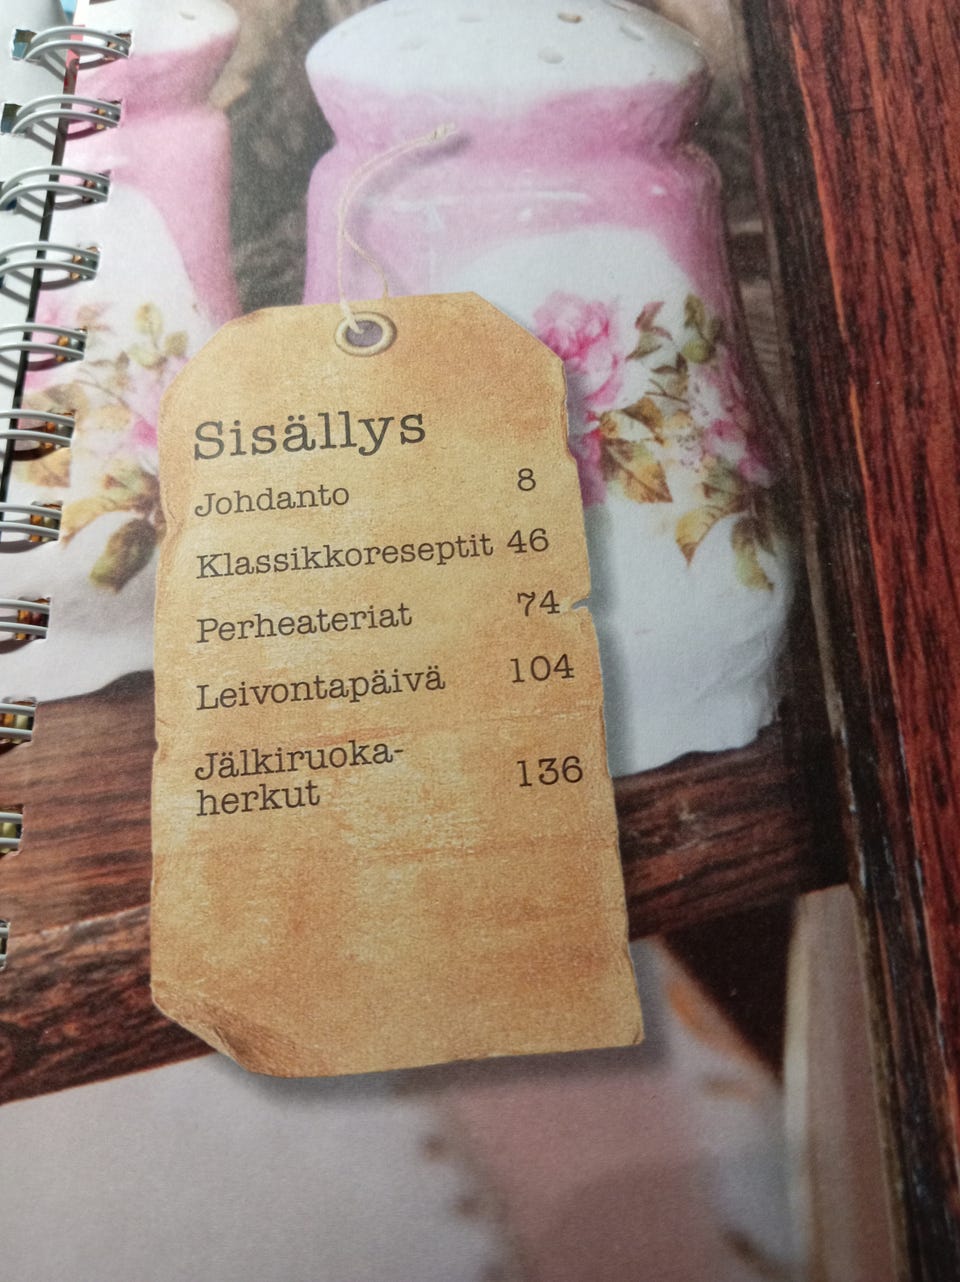 Sisällys
Johdanto 8
Klassikkoreseptit 46
Perheateriat 74
Leivontapäivä 104
Jälkiruoka-
herkut 136